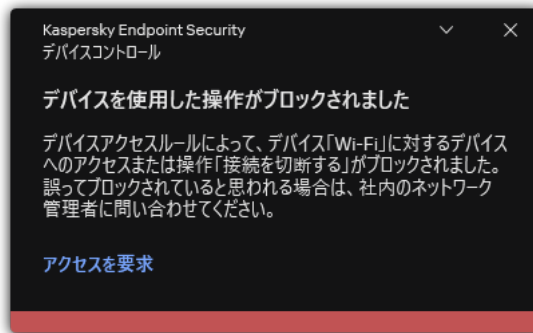 Kaspersky Endpoint Security
デバイスコントロール
デバイスを使用した操作がブロックされました
デバイスアクセスルールによって、デバイス「Wi-Fi」に対するデバイス
へのアクセスまたは操作「接続を切断する」がブロックされました。
誤ってブロックされていると思われる場合は、社内のネットワーク
管理者に問い合わせてください。
アクセスを要求